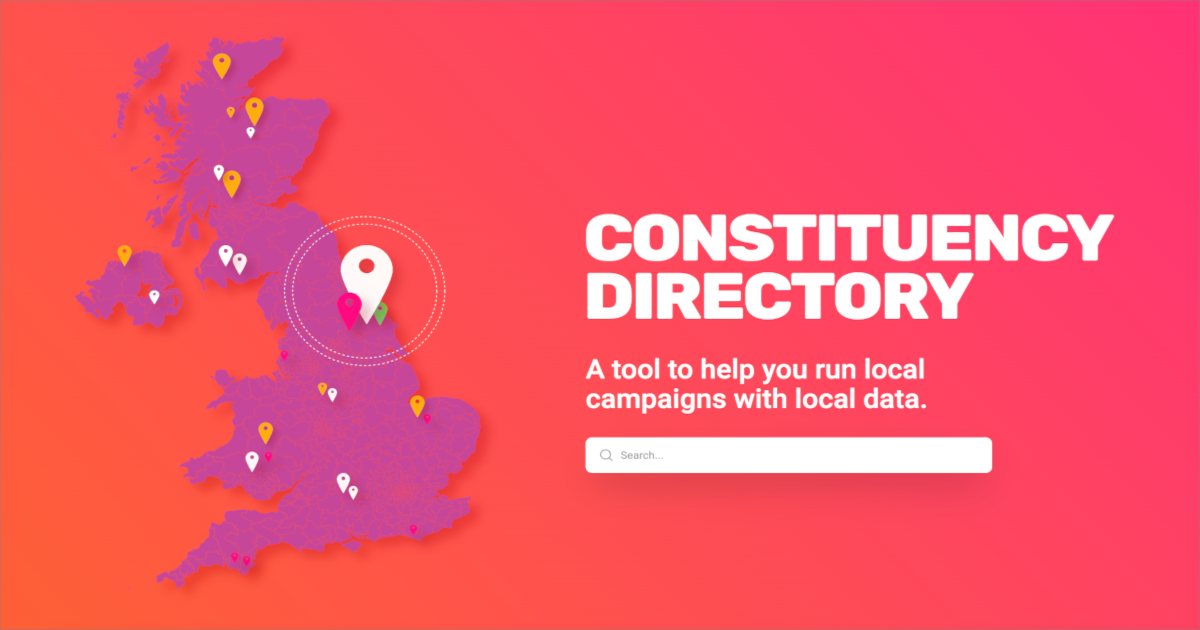 CONSTITUENCY
DIRECTORY
A tool to help you run local
campaigns with local data.
Search...